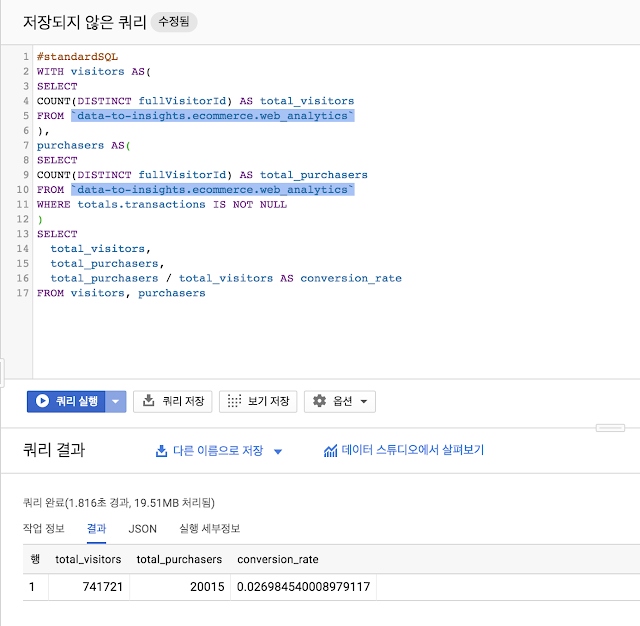 저장되지 않은 쿼리 수정됨
1 #standardSQL
2 WITH visitors AS(
3 SELECT
4 COUNT(DISTINCT fullVisitorId) AS total_visitors
5 FROM `data-to-insights.ecommerce.web_analytics`
6 ),
7 purchasers AS(
8 SELECT
9 COUNT(DISTINCT fullVisitorId) AS total_purchasers
10 FROM `data-to-insights.ecommerce.web_analytics`
11 WHERE totals.transactions IS NOT NULL
12 )
13 SELECT
14   total_visitors,
15   total_purchasers,
16   total_purchasers / total_visitors AS conversion_rate
17 FROM visitors, purchasers
쿼리 실행 쿼리 저장 보기 저장 옵션
쿼리 결과 다른 이름으로 저장 데이터 스튜디오에서 살펴보기
쿼리 완료(1.816초 경과, 19.51MB 처리됨)
작업 정보 결과 JSON 실행 세부정보
행 total_visitors total_purchasers conversion_rate
1 741721 20015 0.026984540008979117